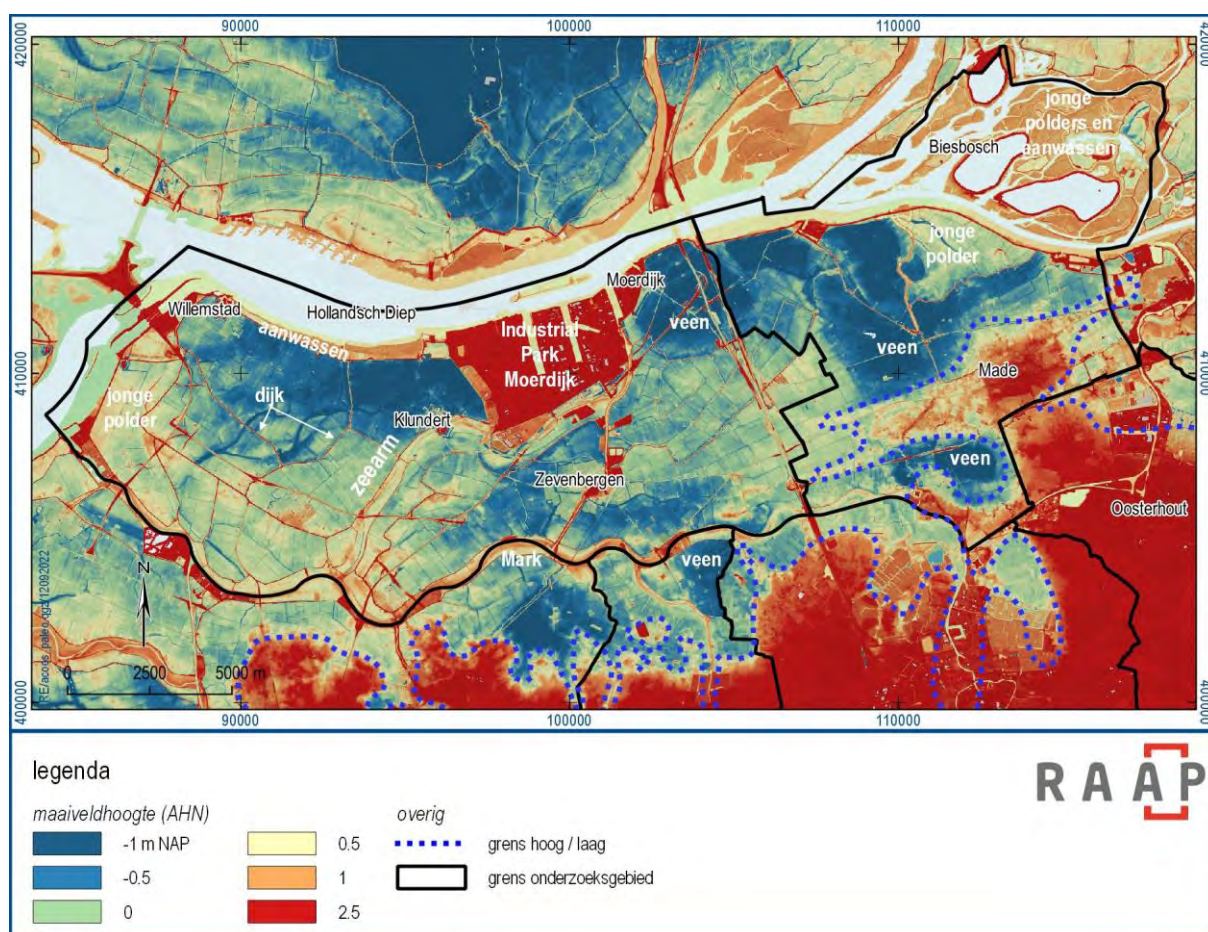 90000 100000 110000
420000
420000
jonge
polders en
aanwassen
Biesbosch
jonge
polder
Moerdijk
Willemstad
Hollandsch Diep
veen
aanwassen
Industrial
Park
Moerdijk
veen
410000
410000
Made
jonge
polder
dijk
Klundert
zeearm
veen
Zevenbergen
Oosterhout
Mark
veen
N
0 2500 5000 m
400000
400000
90000 100000 110000
legenda
RAAP
maaiveldhoogte (AHN)
overig
-1 m NAP
0.5
grens hoog / laag
-0.5
1
grens onderzoeksgebied
0
2.5